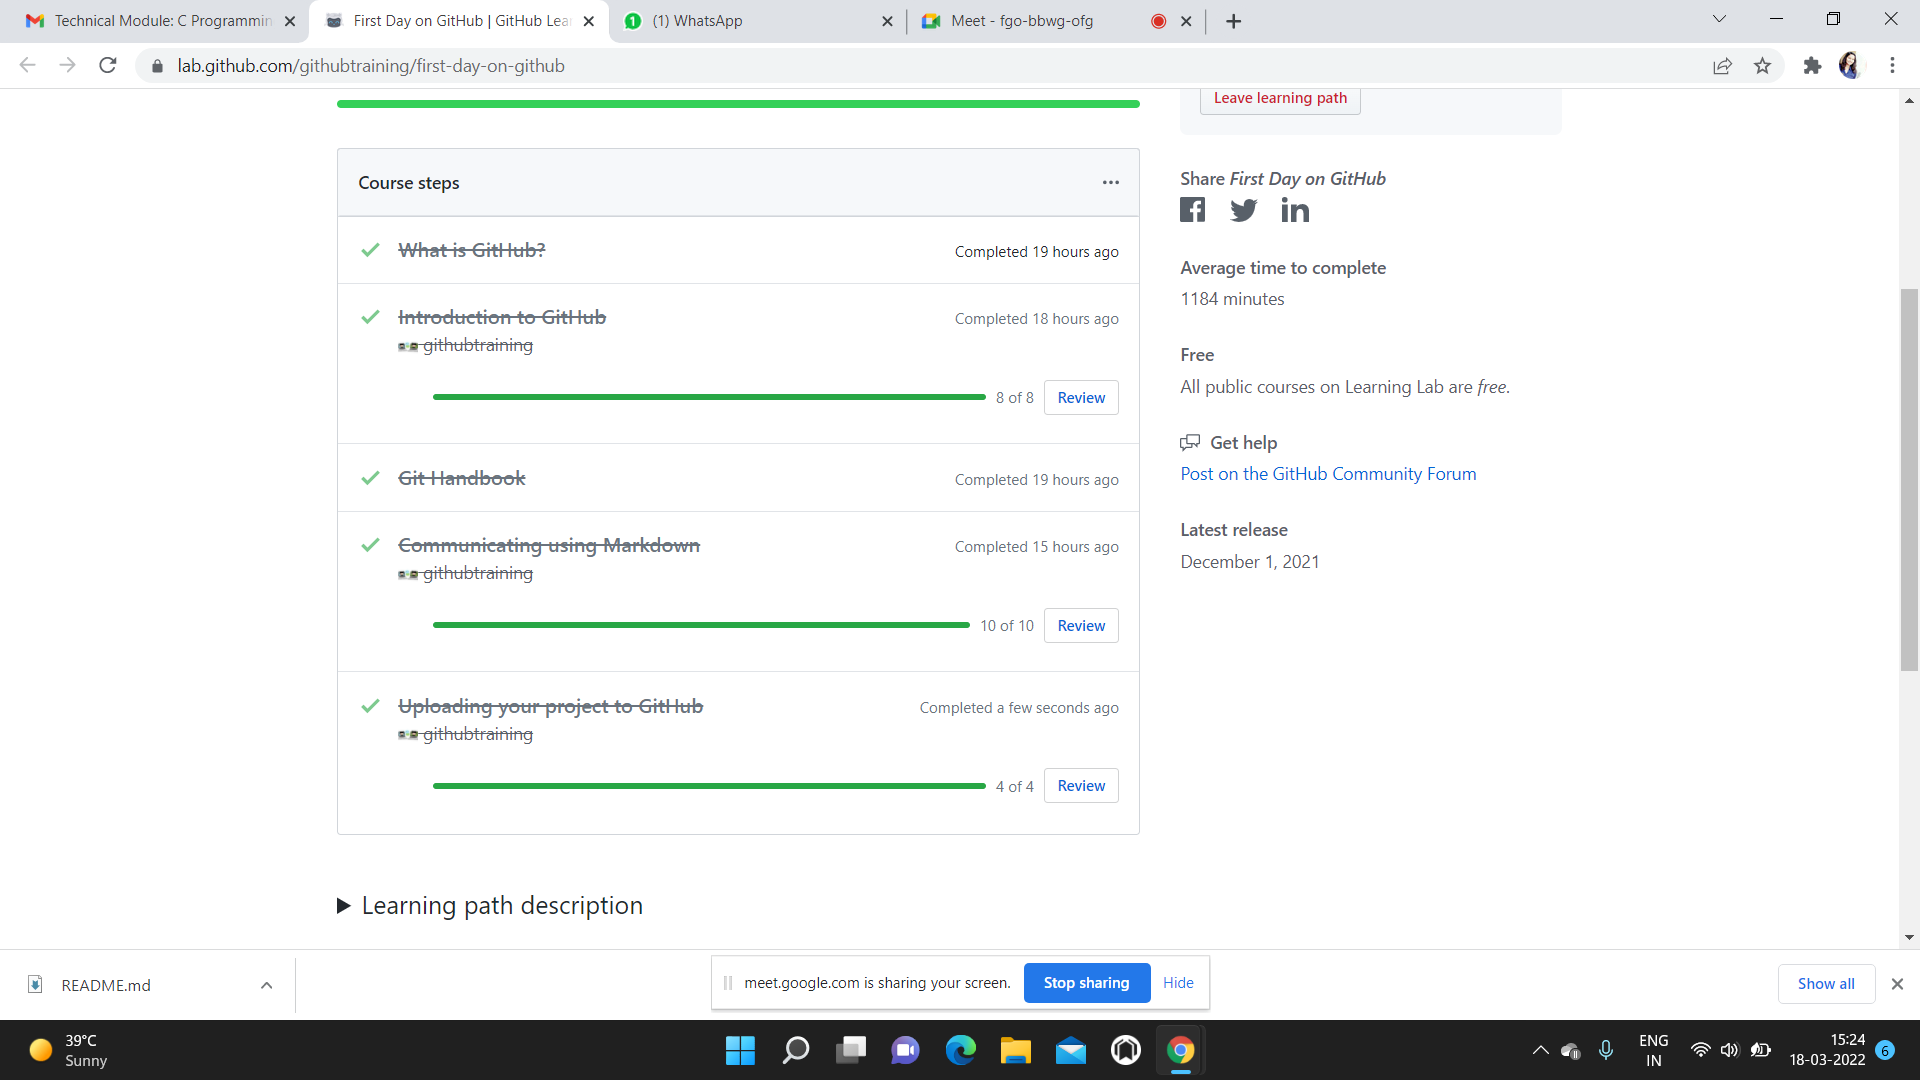 Technical Module: C Programmin
First Day on GitHub | GitHub Lea
(1) WhatsApp
Meet - fgo-bbwg-ofg
lab.github.com/githubtraining/first-day-on-github
Leave learning path
Course steps
What is GitHub?
Completed 19 hours ago
Introduction to GitHub
Completed 18 hours ago
githubtraining
8 of 8
Review
Git Handbook
Completed 19 hours ago
Communicating using Markdown
Completed 15 hours ago
githubtraining
10 of 10
Review
Uploading your project to GitHub
Completed a few seconds ago
githubtraining
4 of 4
Review
Learning path description
Share First Day on GitHub
Average time to complete
1184 minutes
Free
All public courses on Learning Lab are free.
Get help
Post on the GitHub Community Forum
Latest release
December 1, 2021
README.md
meet.google.com is sharing your screen.
Stop sharing
Hide
Show all
39°C
Sunny
ENG
IN
15:24
18-03-2022
6